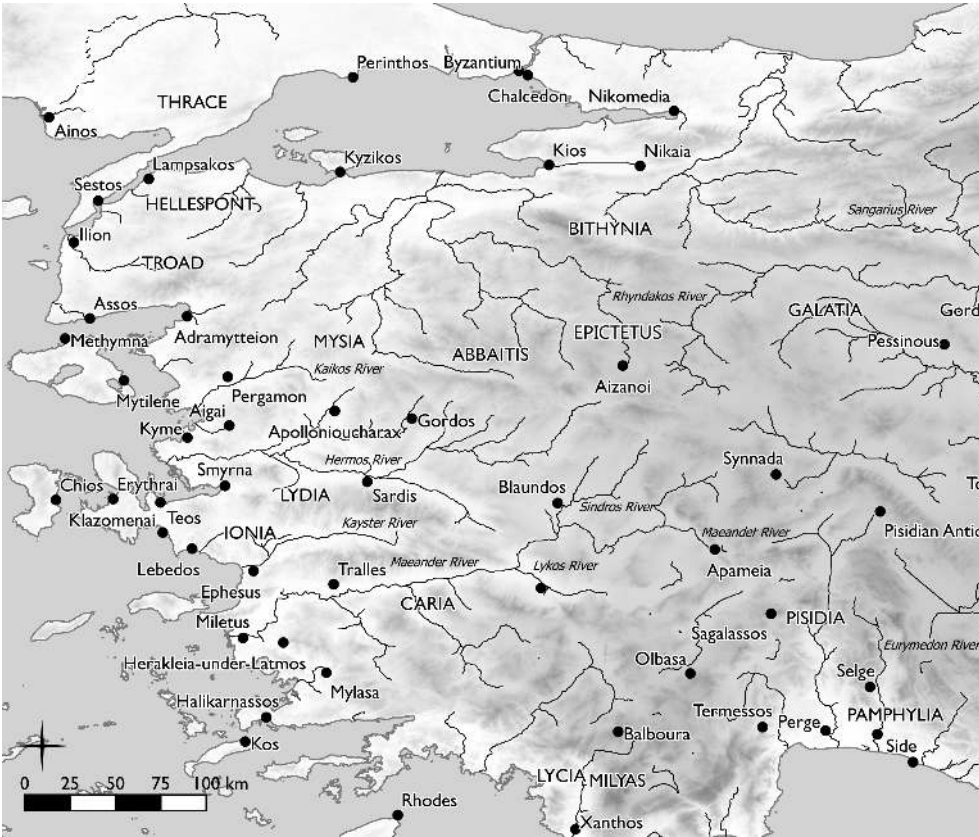 Perinthos
Byzantium
Chalcedon
THRACE
Nikomedia
Ainos
Lampsakos
Kyzikos
Kios
Nikaia
Sestos
HELLESPONT
Sangarius River
BITHYNIA
Ilion
TROAD
Rhyndakos River
Assos
GALATIA
Gord
Adramytteion
MYSIA
EPICTETUS
Methymna
ABBAITIS
Pessinous
Kaikos River
Aizanoi
Mytilene
Pergamon
Aigai
Kyme
Apollonioucharax
Gordos
Hermos River
Smyrna
Synnada
Chios
Erythrai
LYDIA
Sardis
Blaundos
To
Sindros River
Klazomenai
Teos
Kayster River
IONIA
Maeander River
Pisidian Antio
Lebedos
Maeander River
Lykos River
Apameia
Ephesus
Tralles
CARIA
Miletus
PISIDIA
Sagalassos
Eurymedon River
Herakleia-under-Latmos
Olbasa
Mylasa
Selge
Halikarnassos
Termessos
Perge
PAMPHYLIA
Kos
Balboura
Side
LYCIA
MILYAS
0 25 50 75 100 km
Rhodes
Xanthos